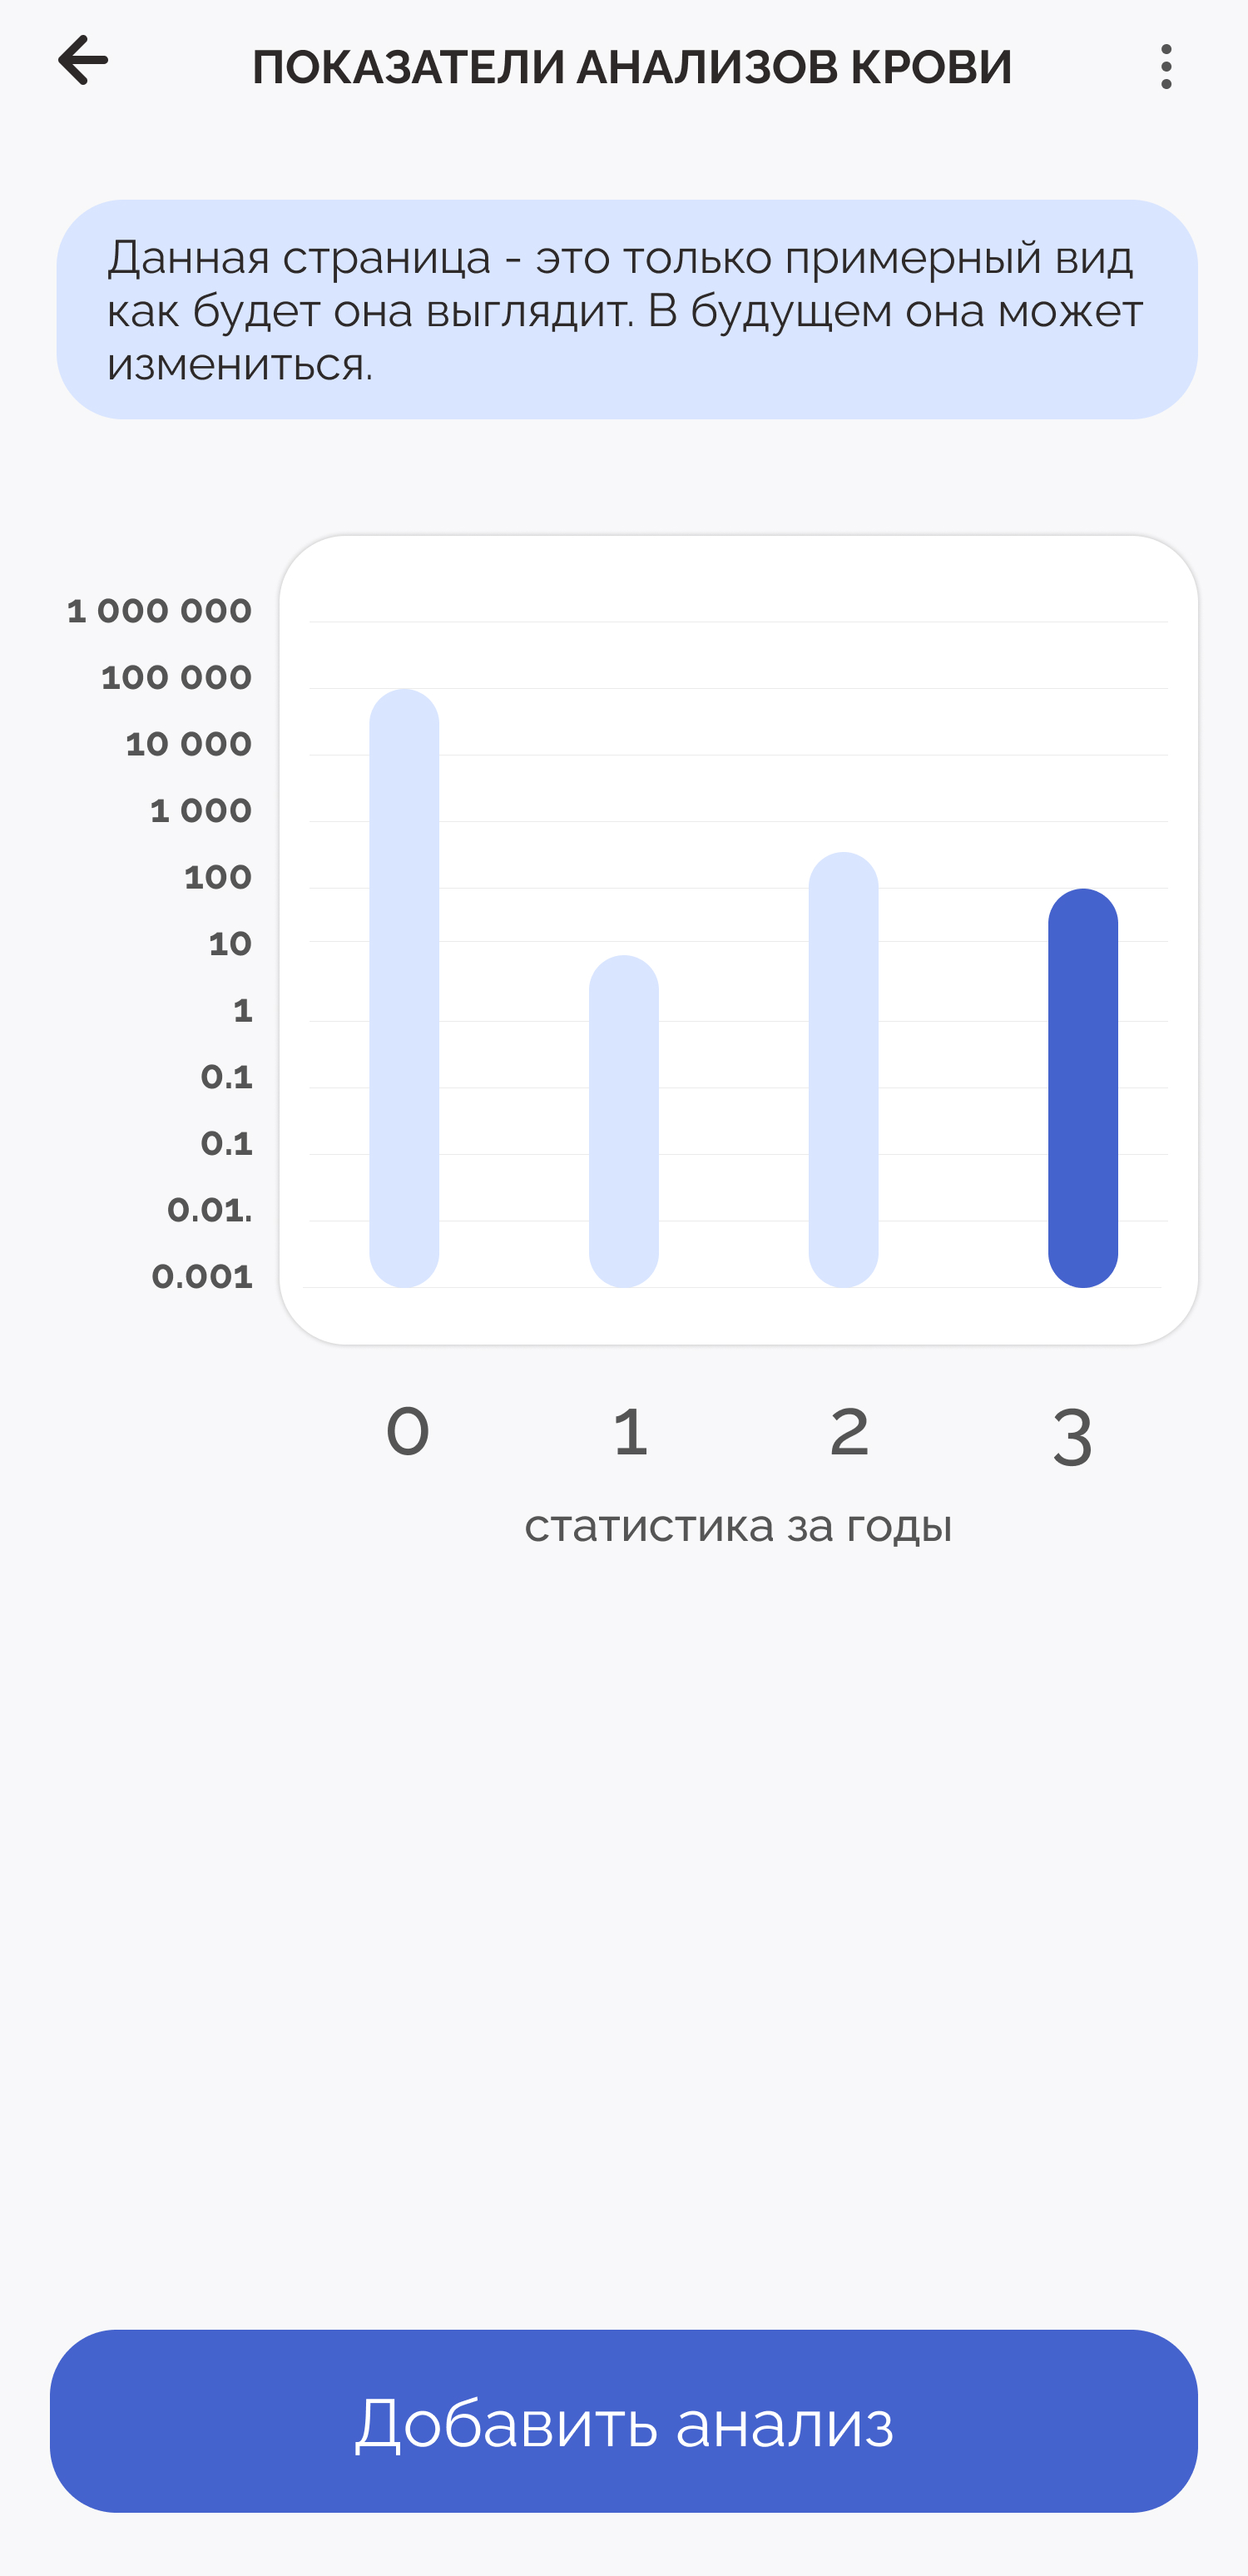 ПОКАЗАТЕЛИ АНАЛИЗОВ КРОВИ
Данная страница - это только примерный вид
как будет она выглядит. В будущем она может
измениться.
1 000 000
100 000
10 000
1 000
100
10
1
0.1
0.1
0.01.
0.001
0 1 2 3
статистика за годы
Добавить анализ